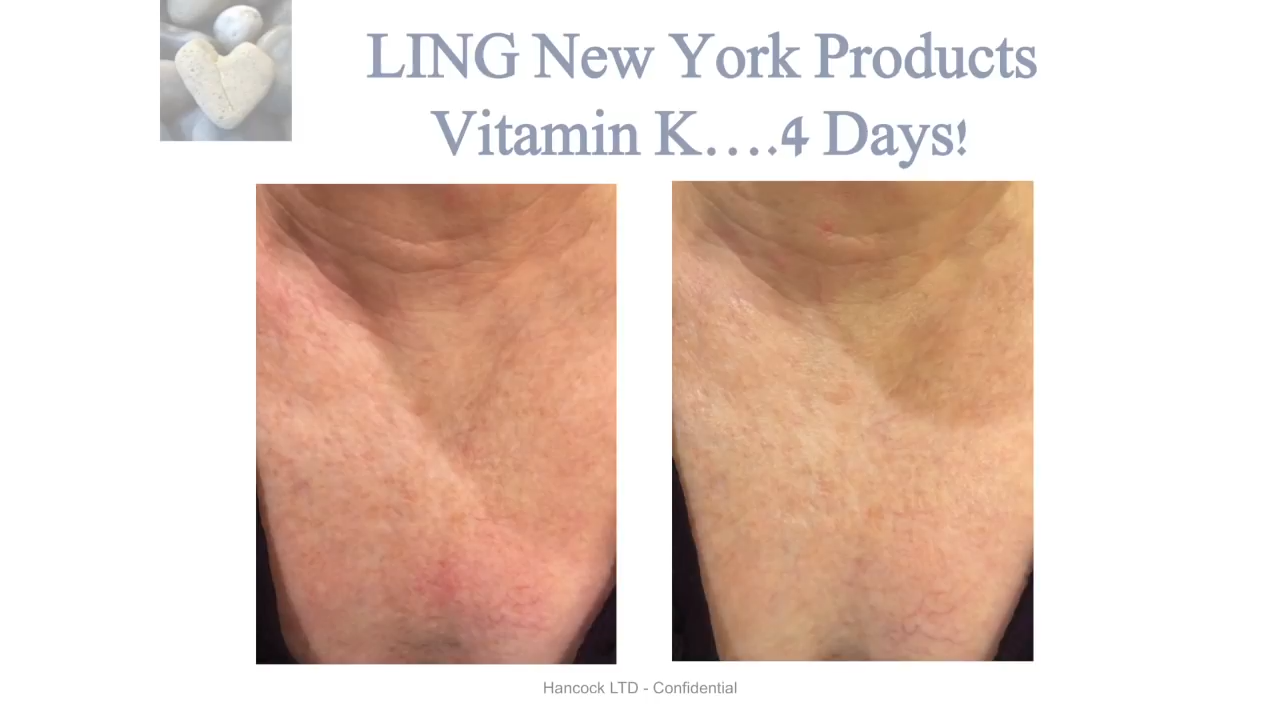 LING New York Products
Vitamin K….4 Days!
Hancock LTD - Confidential